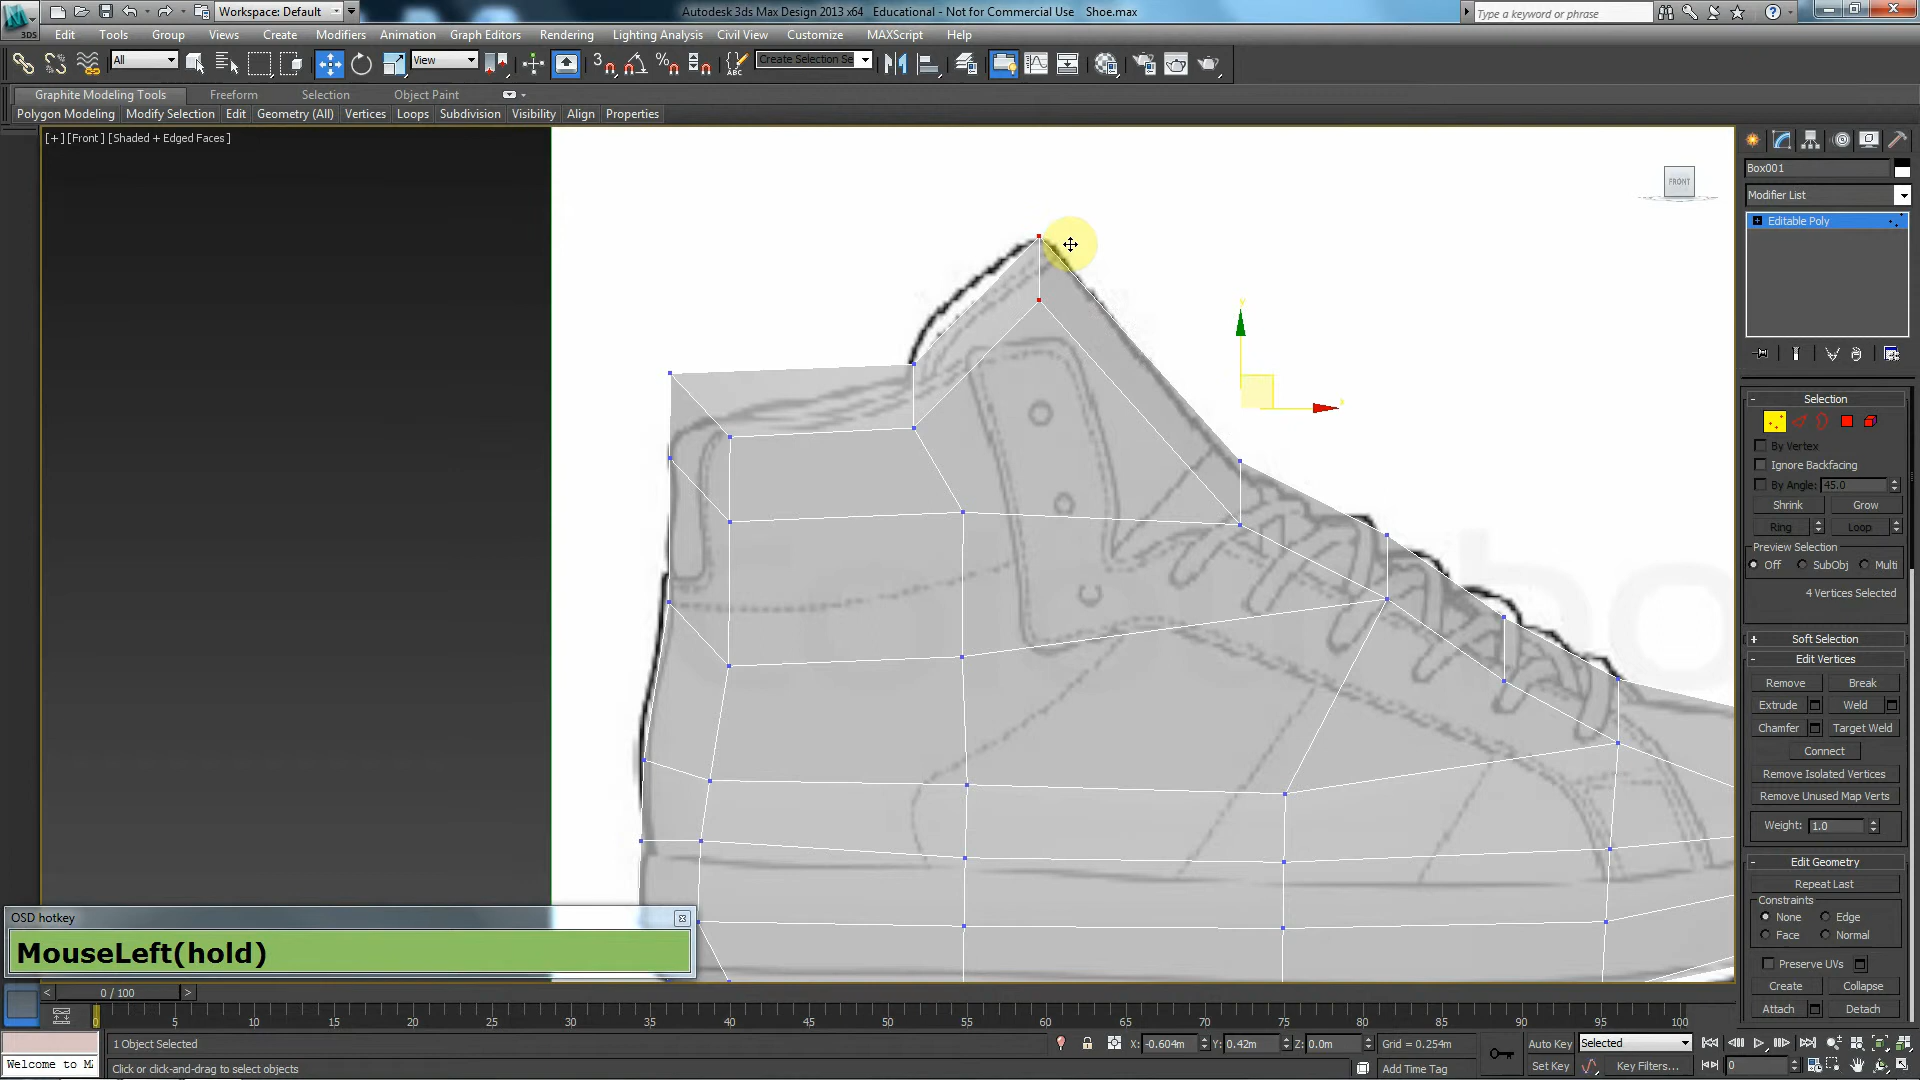 Workspace: Default
Autodesk 3ds Max Design 2013 x64 Educational - Not for Commercial Use Shoe.max
Type a keyword or phrase
3DS
Edit Tools Group Views Create Modifiers Animation Graph Editors Rendering Lighting Analysis Civil View Customize MAXScript Help
All
View
3
Create Selection Se
Graphite Modeling Tools Freeform Selection Object Paint
Polygon Modeling Modify Selection Edit Geometry (All) Vertices Loops Subdivision Visibility Align Properties
[+] [Front] [Shaded + Edged Faces]
FRONT
Box001
Modifier List
Editable Poly
Selection
By Vertex
Ignore Backfacing
By Angle: 45.0
Shrink Grow
Ring Loop
Preview Selection
Off SubObj Multi
4 Vertices Selected
Soft Selection
Edit Vertices
Remove Break
Extrude Weld
Chamfer Target Weld
Connect
Remove Isolated Vertices
Remove Unused Map Verts
Weight: 1.0
Edit Geometry
Repeat Last
Constraints
None Edge
Face Normal
Preserve UVs
Create Collapse
Attach Detach
OSD hotkey
MouseLeft(hold)
0 / 100
5 10 15 20 25 30 35 40 45 50 55 60 65 70 75 80 85 90 95 100
1 Object Selected
X: -0.604m Y: 0.42m Z: 0.0m Grid = 0.254m
Auto Key Selected
Welcome to M
Click or click-and-drag to select objects
Add Time Tag
Set Key Key Filters... 0